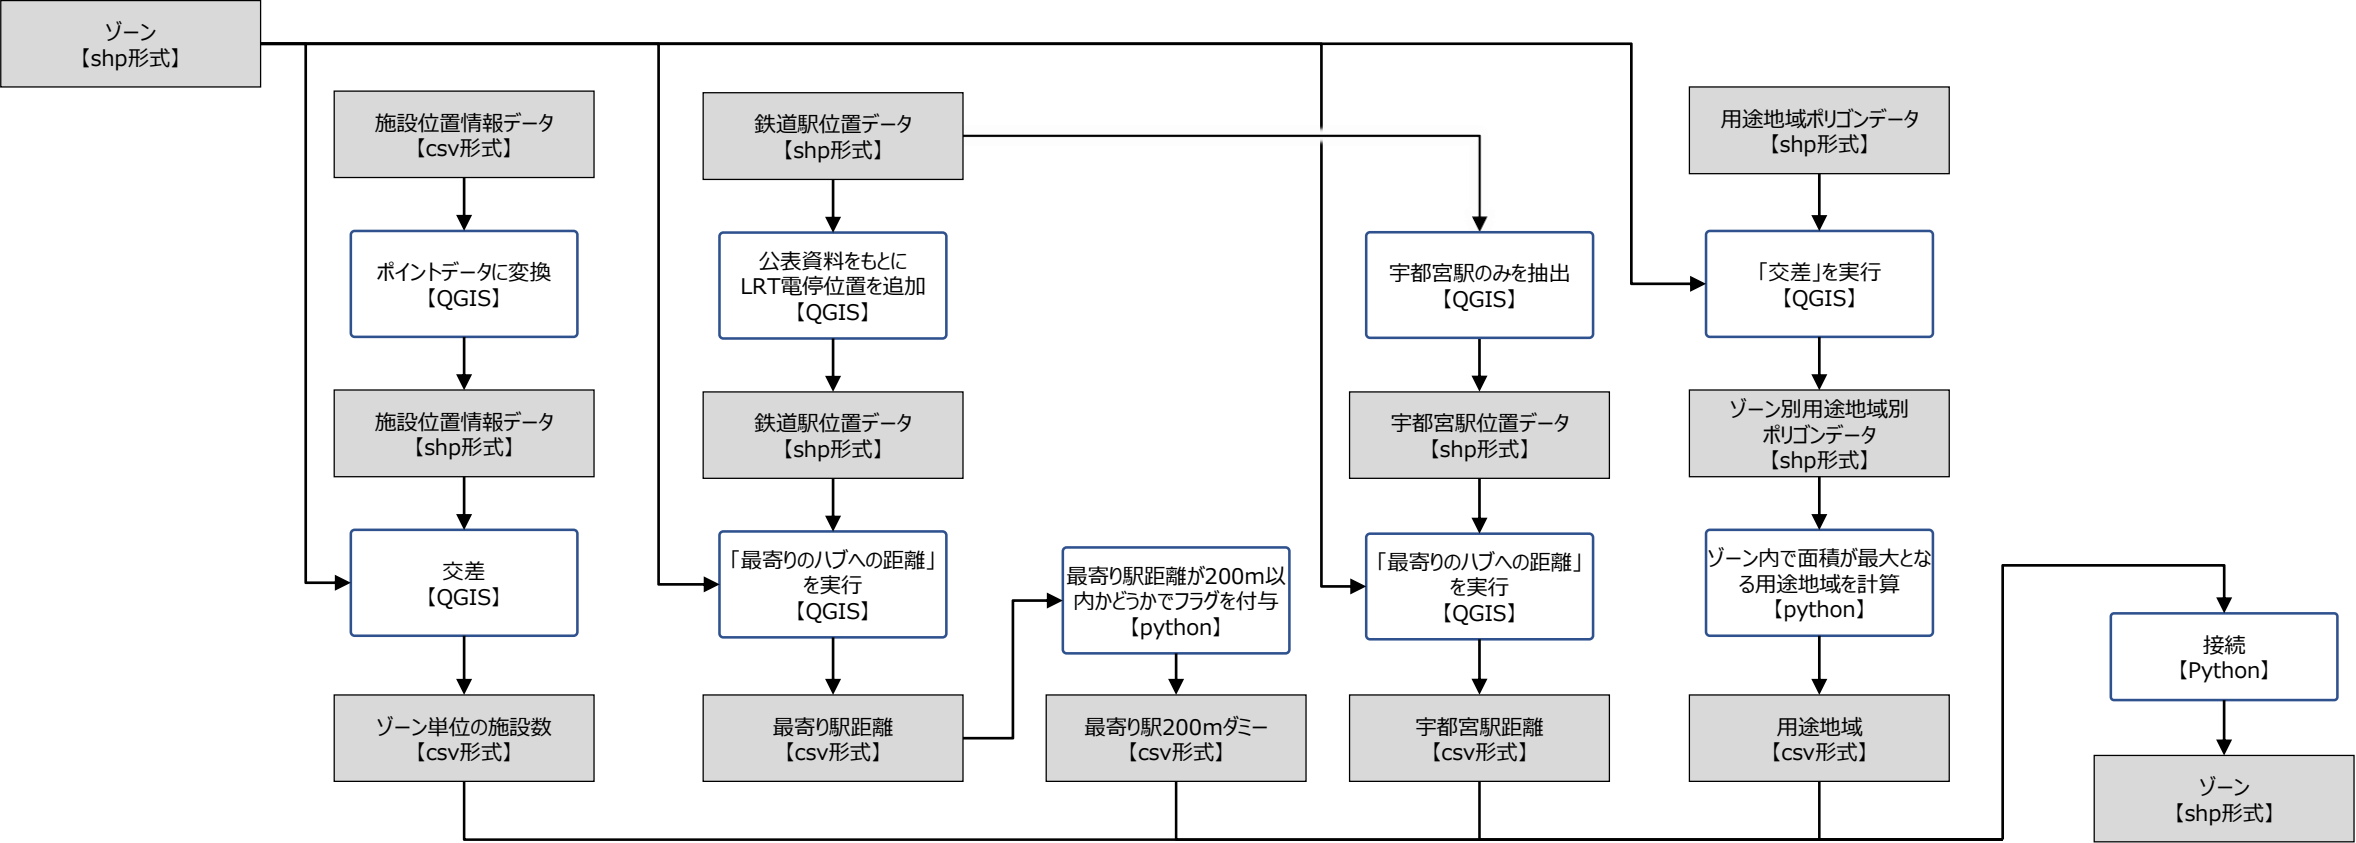 ゾーン
【shp形式】
施設位置情報データ
【csv形式】
ポイントデータに変換
【QGIS】
施設位置情報データ
【shp形式】
交差
【QGIS】
ゾーン単位の施設数
【csv形式】
鉄道駅位置データ
【shp形式】
公表資料をもとに
LRT電停位置を追加
【QGIS】
鉄道駅位置データ
【shp形式】
「最寄りのハブへの距離」
を実行
【QGIS】
最寄り駅距離
【csv形式】
最寄り駅距離が200m以
内かどうかでフラグを付与
【python】
最寄り駅200mダミー
【csv形式】
宇都宮駅のみを抽出
【QGIS】
宇都宮駅位置データ
【shp形式】
「最寄りのハブへの距離」
を実行
【QGIS】
宇都宮駅距離
【csv形式】
用途地域ポリゴンデータ
【shp形式】
「交差」を実行
【QGIS】
ゾーン別用途地域別
ポリゴンデータ
【shp形式】
ゾーン内で面積が最大とな
る用途地域を計算
【python】
用途地域
【csv形式】
接続
【Python】
ゾーン
【shp形式】